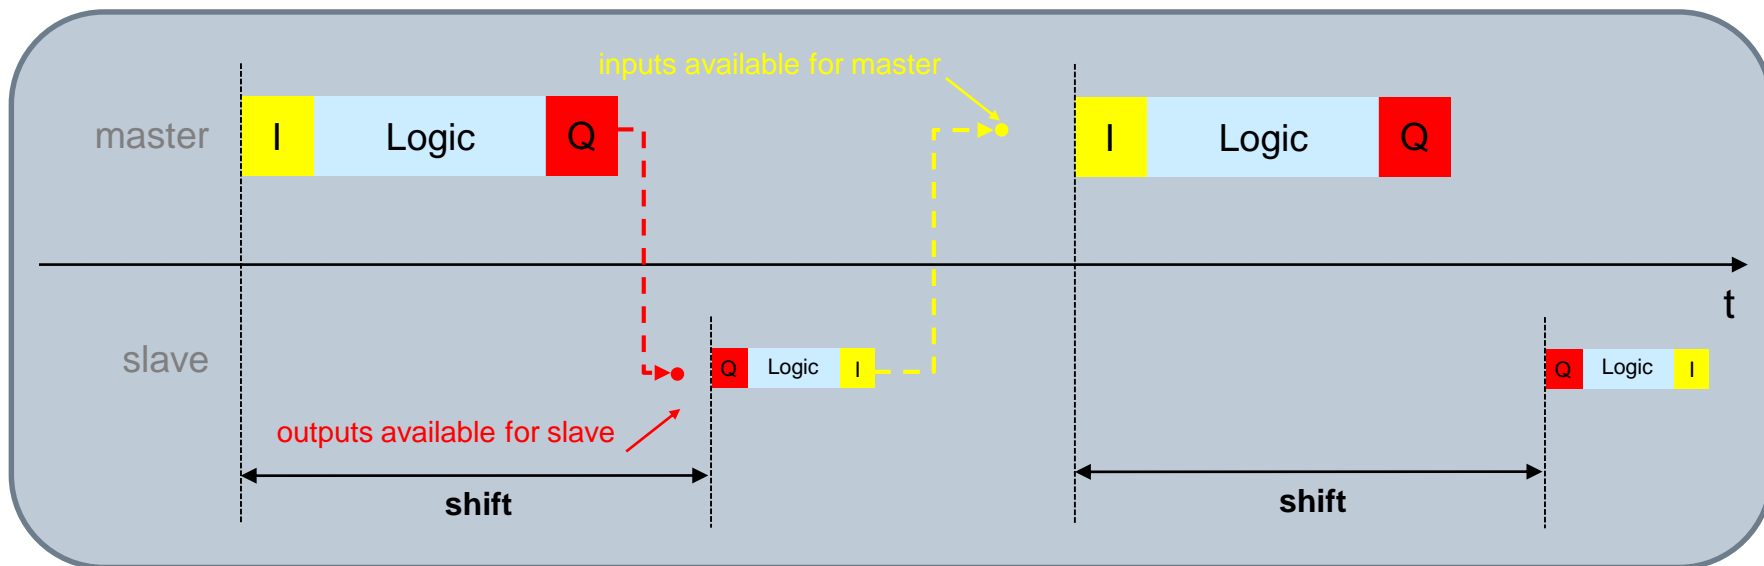 inputs available for master
master
I
Logic
Q
I
Logic
Q
t
slave
Q
Logic
I
Q
Logic
I
outputs available for slave
shift
shift